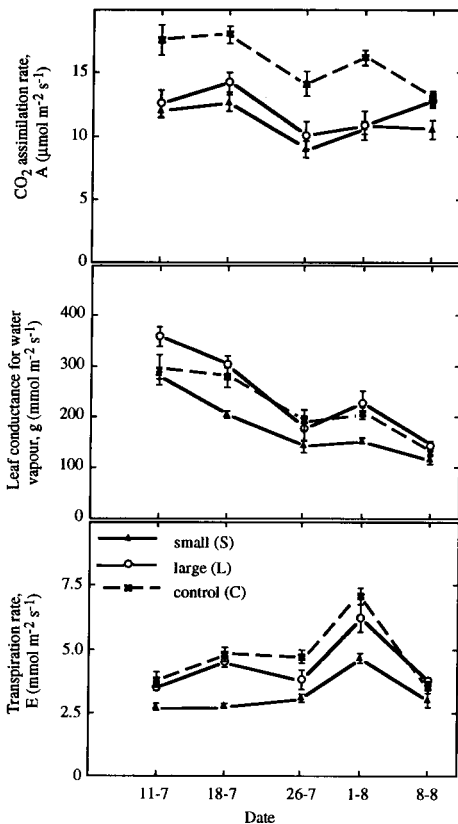 CO2 assimilation rate,
A (μmol m⁻² s⁻¹)
15
10
5
0
Leaf conductance for water
vapour, g (mmol m⁻² s⁻¹)
400
300
200
100
0
Transpiration rate,
E (mmol m⁻² s⁻¹)
small (S)
large (L)
control (C)
7.5
5.0
2.5
0
11-7 18-7 26-7 1-8 8-8
Date